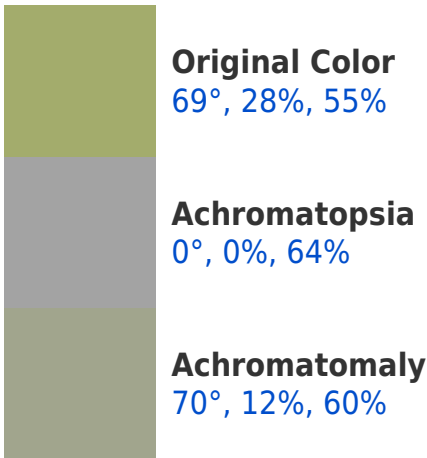 Original Color
69°, 28%, 55%
Achromatopsia
0°, 0%, 64%
Achromatomaly
70°, 12%, 60%